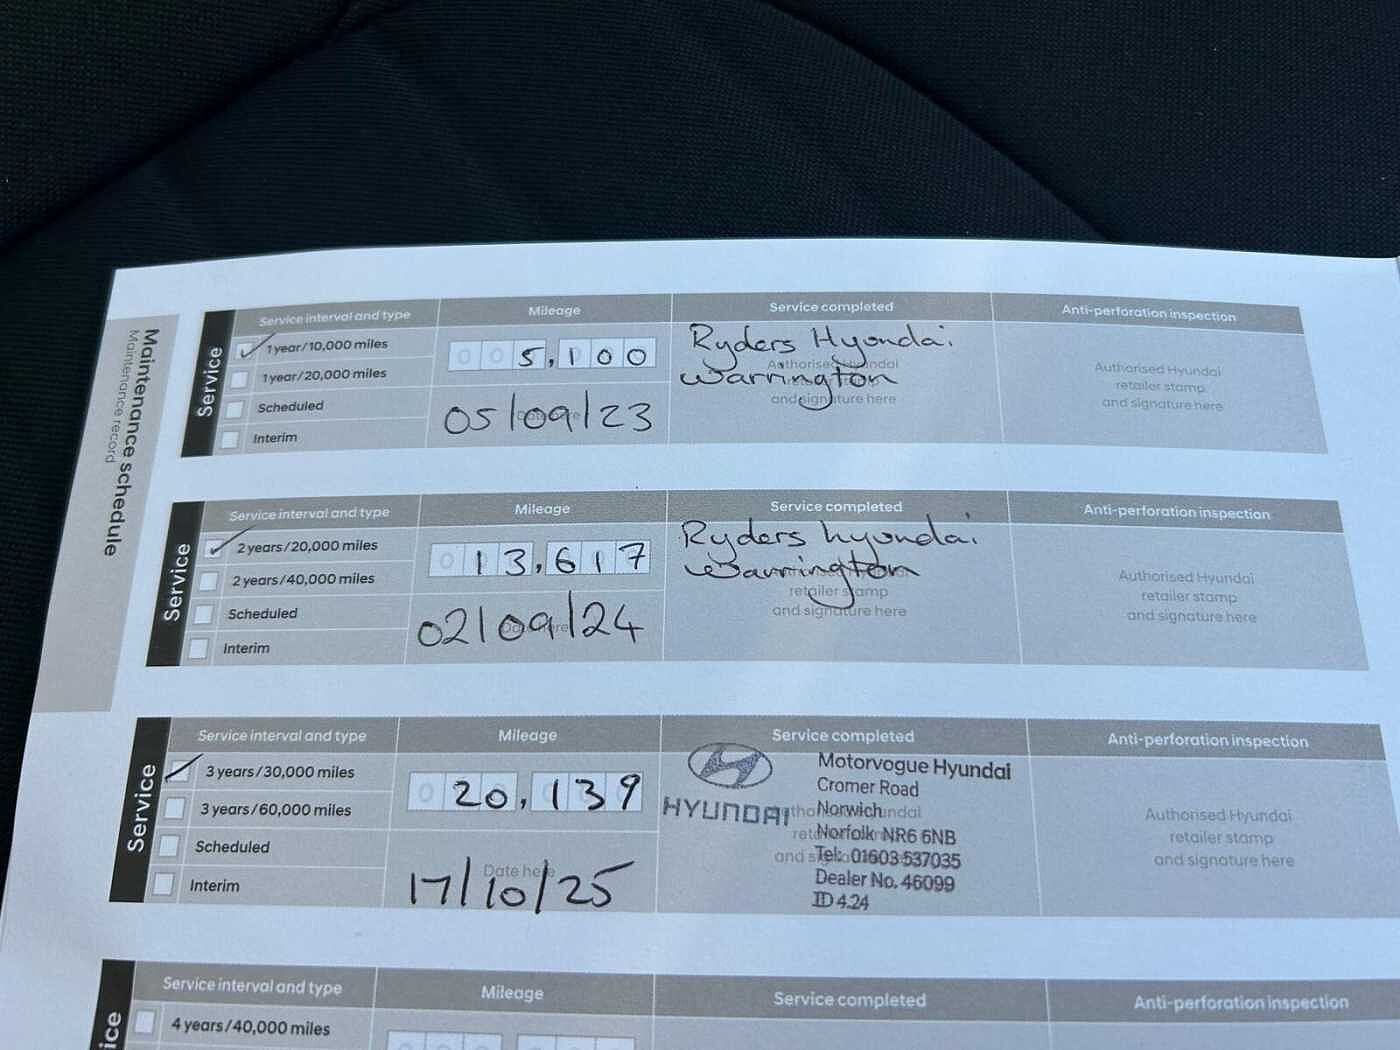 Maintenance schedule
Maintenance record
Service
Service interval and type
Mileage
Service completed
Anti-perforation inspection
1 year/10,000 miles
1 year/20,000 miles
Scheduled
Interim
005,100
Date here
05/09/23
Ryders Hyundai
Warrington
Authorised Hyundai
and signature here
Authorised Hyundai
retailer stamp
and signature here
Service
Service interval and type
Mileage
Service completed
Anti-perforation inspection
2 years/20,000 miles
2 years/40,000 miles
Scheduled
Interim
013,617
Date here
02/09/24
Ryders hyundai
Warrington
retailer stamp
and signature here
Authorised Hyundai
retailer stamp
and signature here
Service
Service interval and type
Mileage
Service completed
Anti-perforation inspection
3 years/30,000 miles
3 years/60,000 miles
Scheduled
Interim
020,139
Date here
17/10/25
HYUNDAI
Motorvogue Hyundai
Cromer Road
Norwich
Norfolk NR6 6NB
Tel: 01603 537035
Dealer No. 46099
ID 4.24
Authorised Hyundai
retailer stamp
and signature here
Service interval and type
Mileage
Service completed
Anti-perforation inspection
4 years/40,000 miles